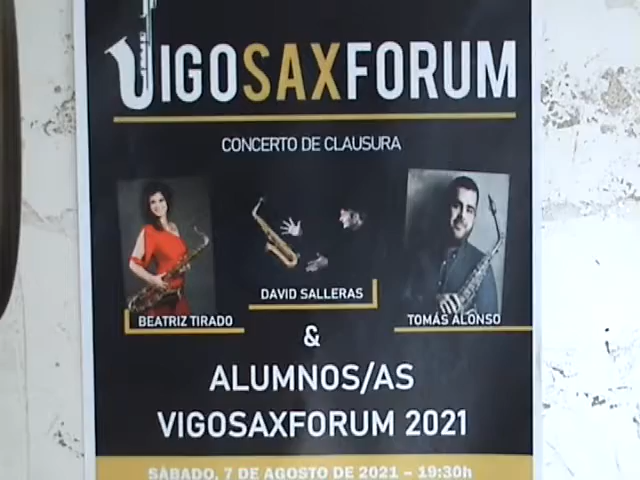 VIGOSAXFORUM
CONCERTO DE CLAUSURA
DAVID SALLERAS
BEATRIZ TIRADO
TOMÁS ALONSO
&
ALUMNOS/AS
VIGOSAXFORUM 2021
SÁBADO, 7 DE AGOSTO DE 2021 – 19:30h